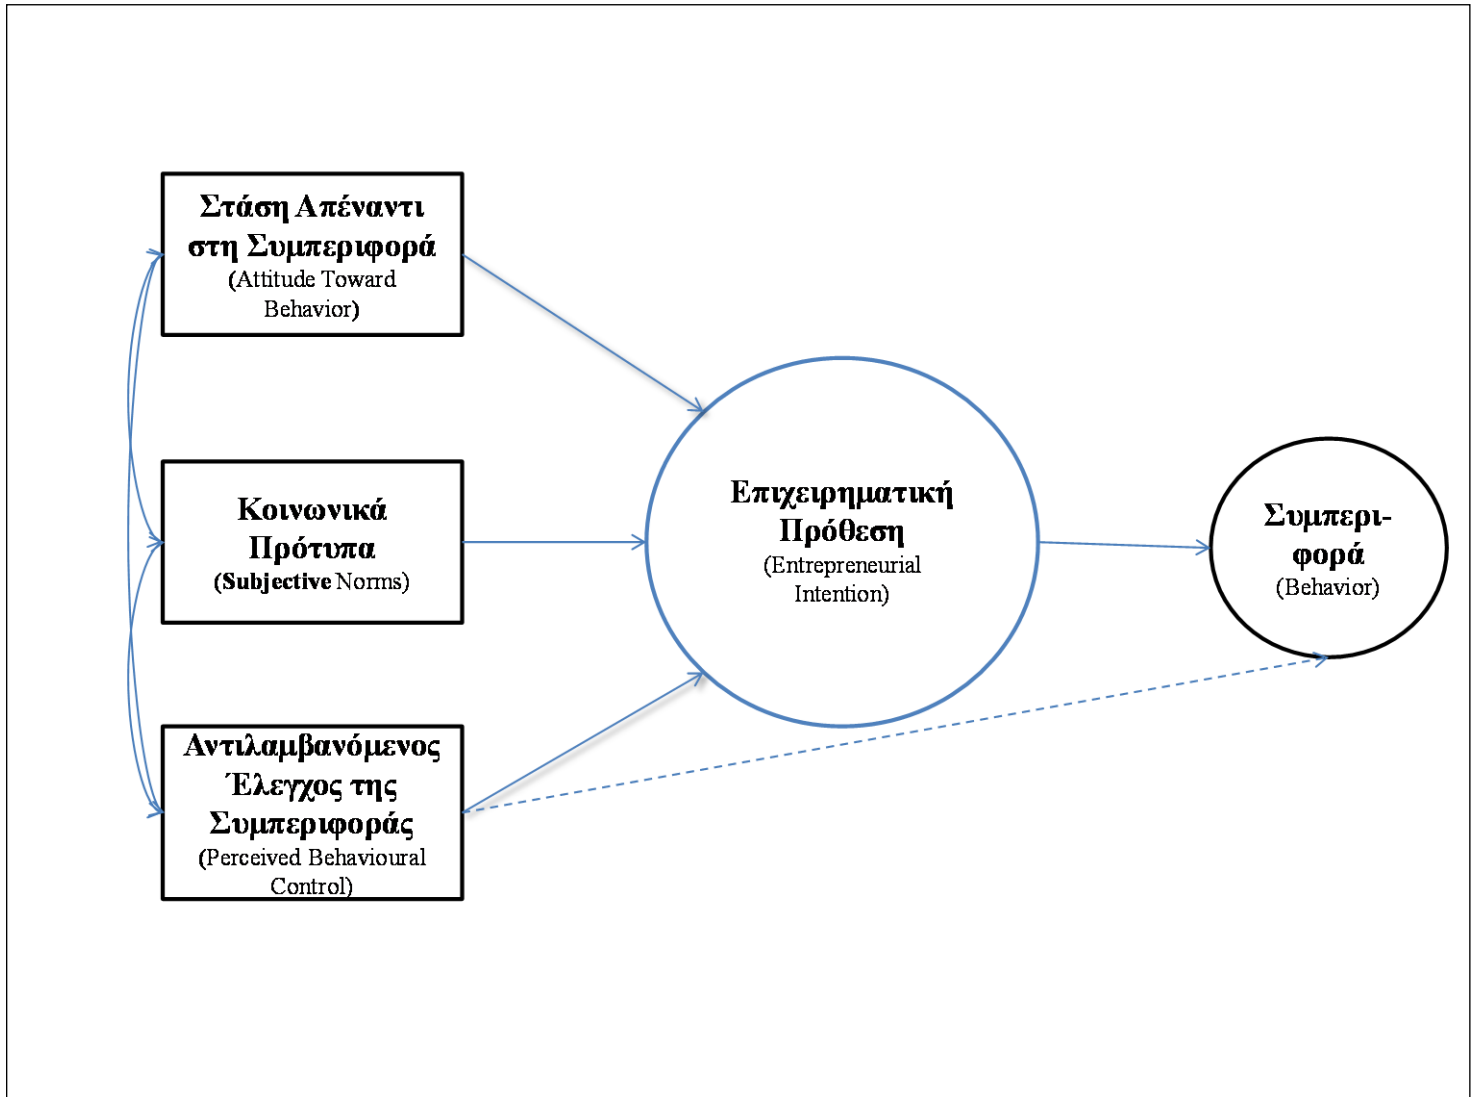 Στάση Απέναντι
στη Συμπεριφορά
(Attitude Toward
Behavior)
Κοινωνικά
Πρότυπα
(Subjective Norms)
Αντιλαμβανόμενος
Έλεγχος της
Συμπεριφοράς
(Perceived Behavioural
Control)
Επιχειρηματική
Πρόθεση
(Entrepreneurial
Intention)
Συμπερι-
φορά
(Behavior)